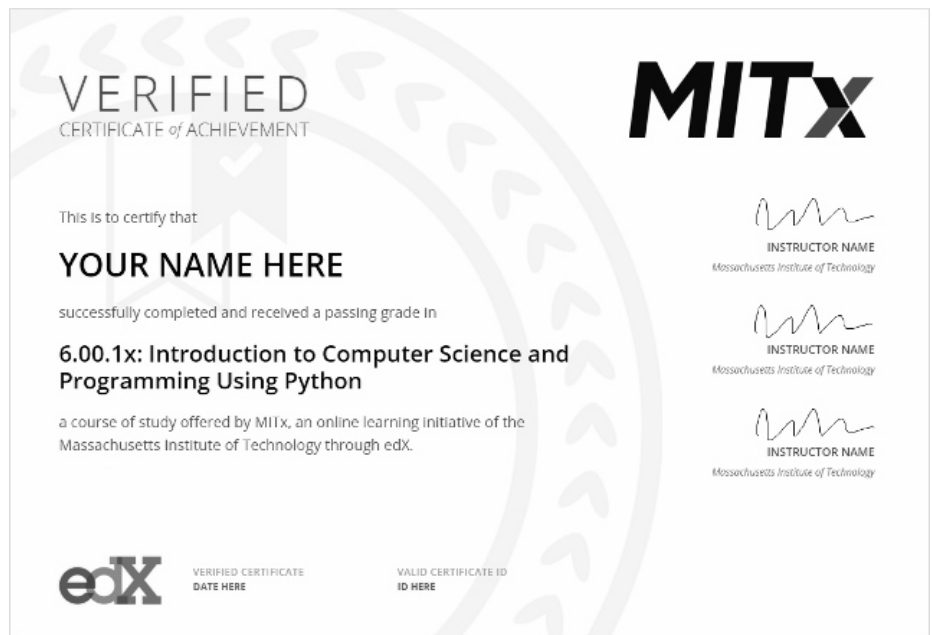 VERIFIED
CERTIFICATE of ACHIEVEMENT
MITx
This is to certify that
YOUR NAME HERE
successfully completed and received a passing grade in
6.00.1x: Introduction to Computer Science and
Programming Using Python
a course of study offered by MITx, an online learning initiative of the
Massachusetts Institute of Technology through edX.
INSTRUCTOR NAME
Massachusetts Institute of Technology
INSTRUCTOR NAME
Massachusetts Institute of Technology
INSTRUCTOR NAME
Massachusetts Institute of Technology
edX
VERIFIED CERTIFICATE
DATE HERE
VALID CERTIFICATE ID
ID HERE